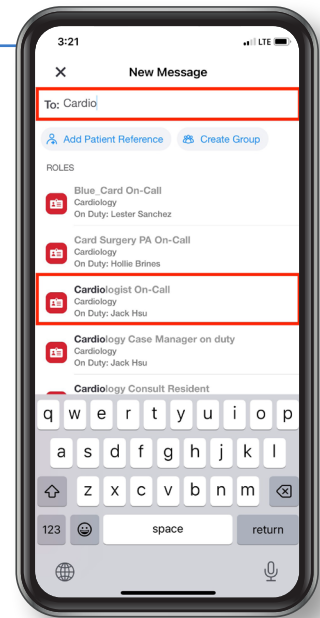 3:21
LTE
New Message
To: Cardio
Add Patient Reference
Create Group
ROLES
Blue_Card On-Call
Cardiology
On Duty: Lester Sanchez
Card Surgery PA On-Call
Cardiology
On Duty: Hollie Brines
Cardiologist On-Call
Cardiology
On Duty: Jack Hsu
Cardiology Case Manager on duty
Cardiology
On Duty: Jack Hsu
Cardiology Consult Resident
q w e r t y u i o p
a s d f g h j k l
z x c v b n m
123 space return